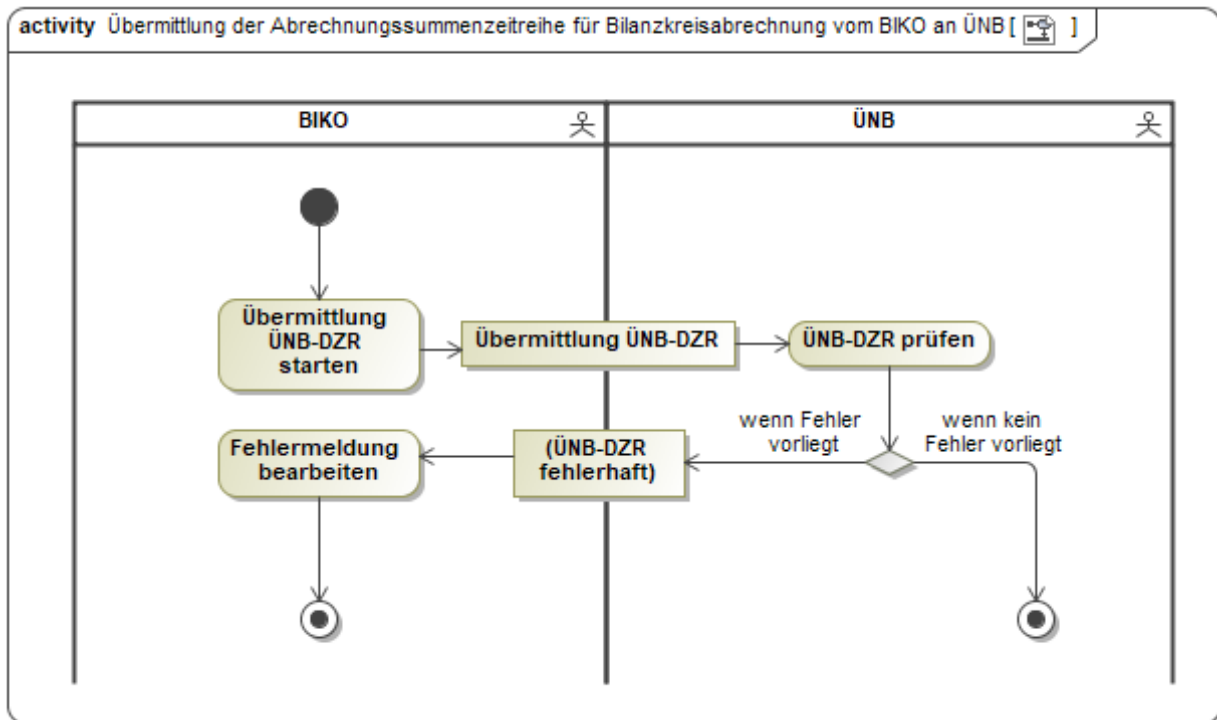 activity Übermittlung der Abrechnungssummenzeitreihe für Bilanzkreisabrechnung vom BIKO an ÜNB [ ]
BIKO
ÜNB
Übermittlung
ÜNB-DZR
starten
Übermittlung ÜNB-DZR
ÜNB-DZR prüfen
wenn Fehler
vorliegt
wenn kein
Fehler vorliegt
(ÜNB-DZR
fehlerhaft)
Fehlermeldung
bearbeiten